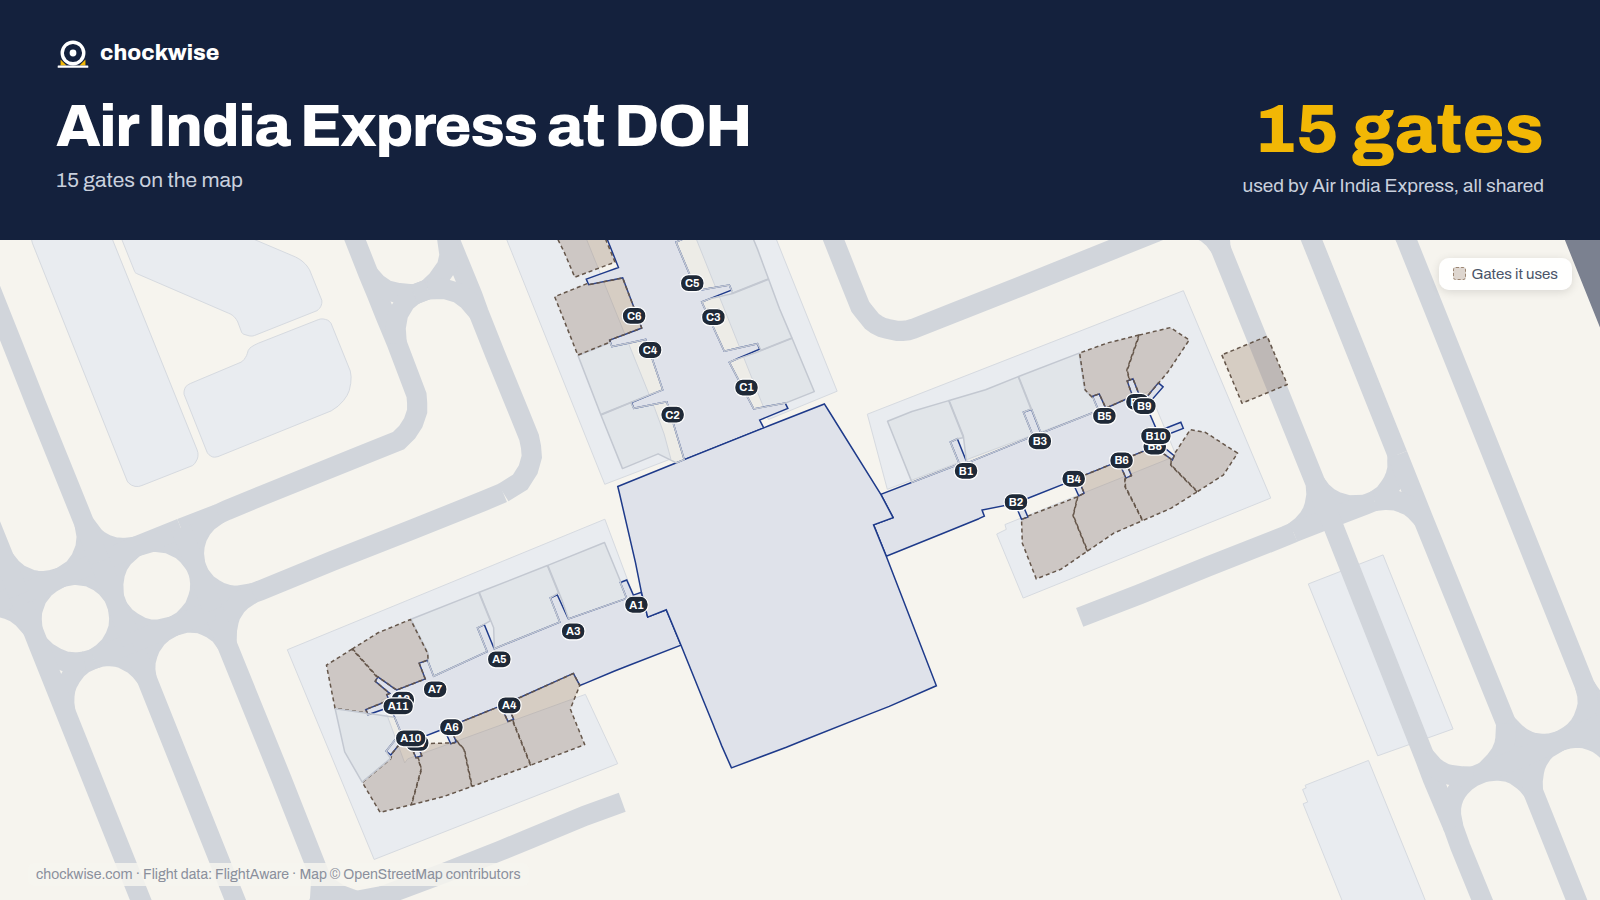 chockwise
Air India Express at DOH
15 gates on the map
15 gates
used by Air India Express, all shared
Gates it uses
C5
C6
C3
C4
C1
C2
B9
B5
B10
B3
B6
B1
B4
B2
A1
A3
A5
A7
A11
A4
A6
A10
chockwise.com · Flight data: FlightAware · Map © OpenStreetMap contributors